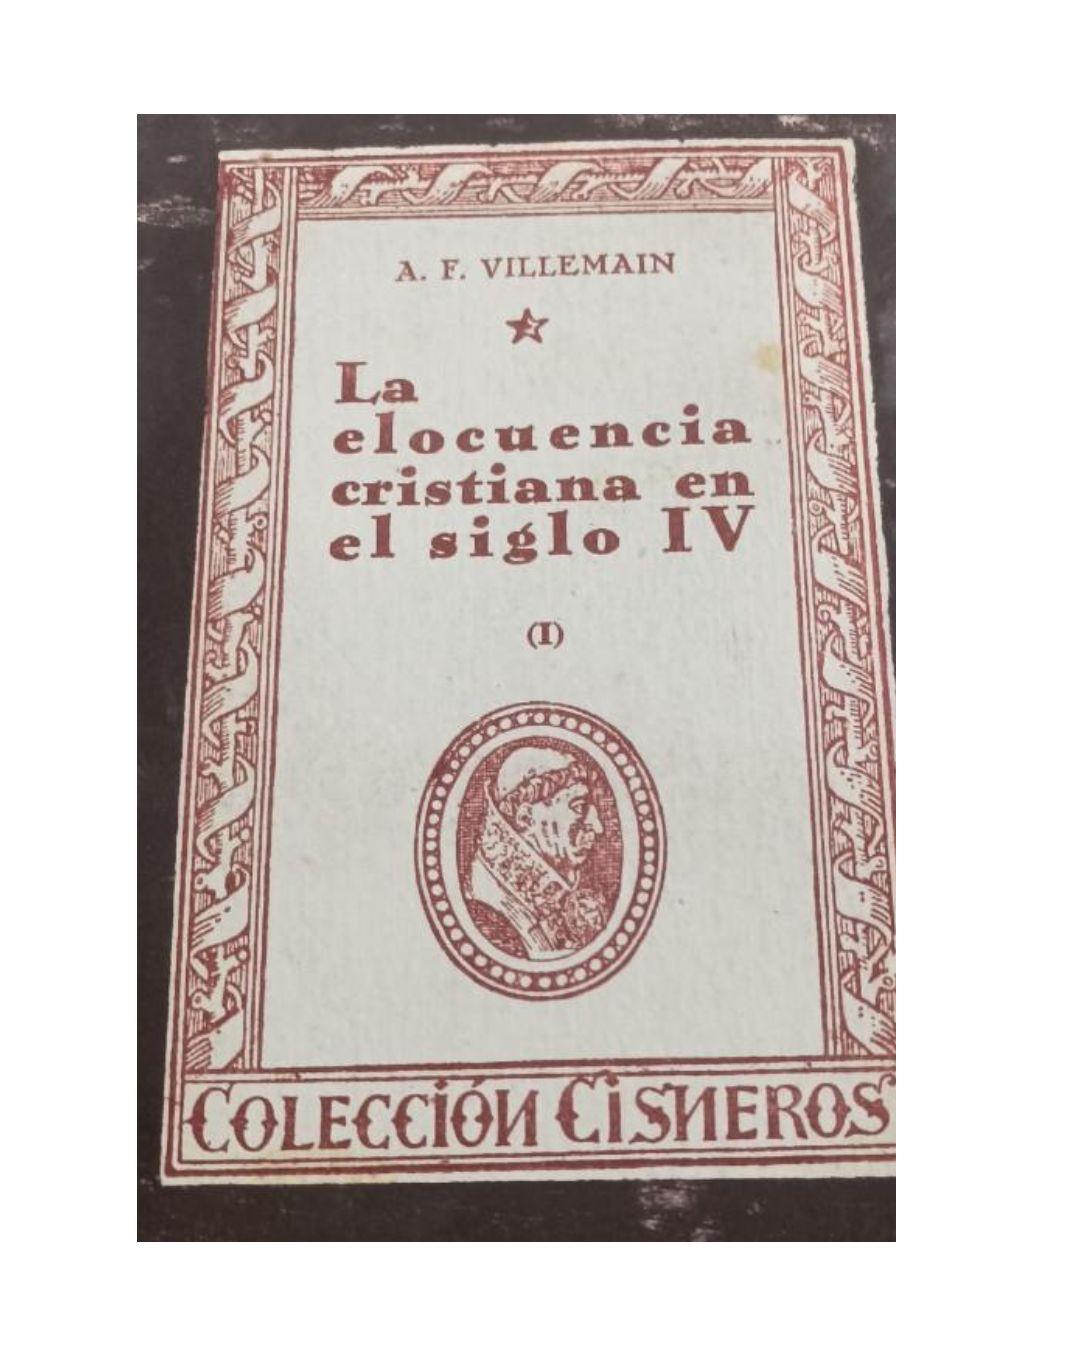 A. F. VILLEMAIN
La
elocuencia
cristiana en
el siglo IV
(I)
COLECCIÓN CISNEROS